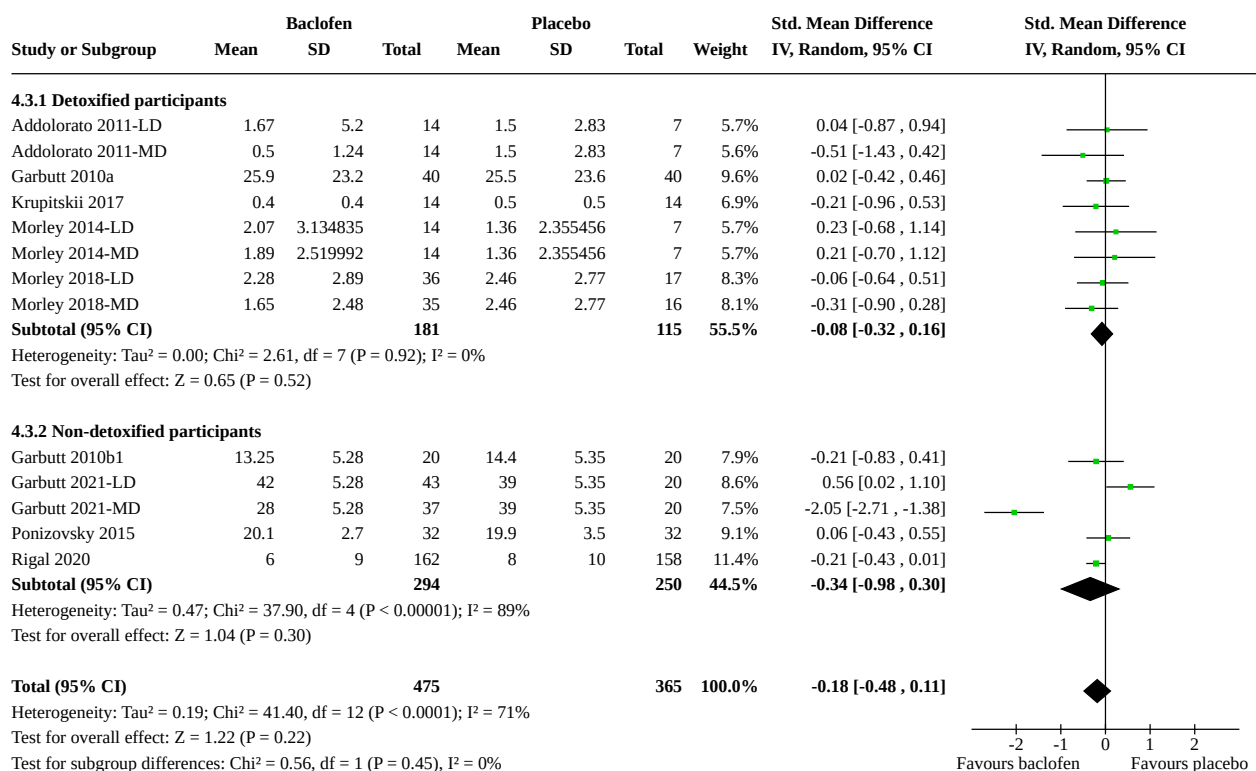 Baclofen Placebo Std. Mean Difference Std. Mean Difference
Study or Subgroup Mean SD Total Mean SD Total Weight IV, Random, 95% CI IV, Random, 95% CI
4.3.1 Detoxified participants
Addolorato 2011-LD 1.67 5.2 14 1.5 2.83 7 5.7% 0.04 [-0.87 , 0.94]
Addolorato 2011-MD 0.5 1.24 14 1.5 2.83 7 5.6% -0.51 [-1.43 , 0.42]
Garbutt 2010a 25.9 23.2 40 25.5 23.6 40 9.6% 0.02 [-0.42 , 0.46]
Krupitskii 2017 0.4 0.4 14 0.5 0.5 14 6.9% -0.21 [-0.96 , 0.53]
Morley 2014-LD 2.07 3.134835 14 1.36 2.355456 7 5.7% 0.23 [-0.68 , 1.14]
Morley 2014-MD 1.89 2.519992 14 1.36 2.355456 7 5.7% 0.21 [-0.70 , 1.12]
Morley 2018-LD 2.28 2.89 36 2.46 2.77 17 8.3% -0.06 [-0.64 , 0.51]
Morley 2018-MD 1.65 2.48 35 2.46 2.77 16 8.1% -0.31 [-0.90 , 0.28]
Subtotal (95% CI) 181 115 55.5% -0.08 [-0.32 , 0.16]
Heterogeneity: Tau² = 0.00; Chi² = 2.61, df = 7 (P = 0.92); I² = 0%
Test for overall effect: Z = 0.65 (P = 0.52)
4.3.2 Non-detoxified participants
Garbutt 2010b1 13.25 5.28 20 14.4 5.35 20 7.9% -0.21 [-0.83 , 0.41]
Garbutt 2021-LD 42 5.28 43 39 5.35 20 8.6% 0.56 [0.02 , 1.10]
Garbutt 2021-MD 28 5.28 37 39 5.35 20 7.5% -2.05 [-2.71 , -1.38]
Ponizovsky 2015 20.1 2.7 32 19.9 3.5 32 9.1% 0.06 [-0.43 , 0.55]
Rigal 2020 6 9 162 8 10 158 11.4% -0.21 [-0.43 , 0.01]
Subtotal (95% CI) 294 250 44.5% -0.34 [-0.98 , 0.30]
Heterogeneity: Tau² = 0.47; Chi² = 37.90, df = 4 (P < 0.00001); I² = 89%
Test for overall effect: Z = 1.04 (P = 0.30)
Total (95% CI) 475 365 100.0% -0.18 [-0.48 , 0.11]
Heterogeneity: Tau² = 0.19; Chi² = 41.40, df = 12 (P < 0.0001); I² = 71%
Test for overall effect: Z = 1.22 (P = 0.22)
Test for subgroup differences: Chi² = 0.56, df = 1 (P = 0.45), I² = 0%
-2 -1 0 1 2
Favours baclofen Favours placebo